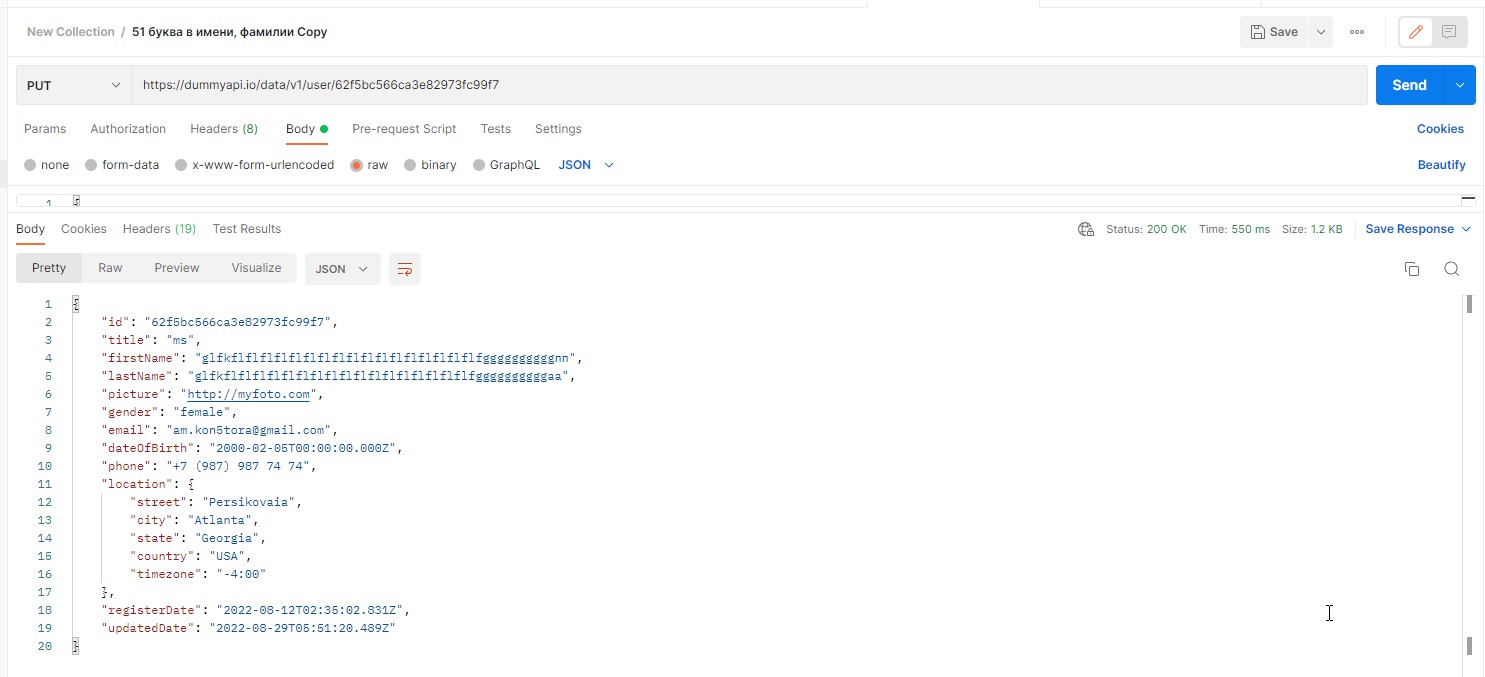 New Collection / 51 буква в имени, фамилии Copy
Save
PUT https://dummyapi.io/data/v1/user/62f5bc566ca3e82973fc99f7 Send
Params Authorization Headers (8) Body Pre-request Script Tests Settings Cookies
none form-data x-www-form-urlencoded raw binary GraphQL JSON Beautify
1 {
Body Cookies Headers (19) Test Results Status: 200 OK Time: 550 ms Size: 1.2 KB Save Response
Pretty Raw Preview Visualize JSON
1 {
2 "id": "62f5bc566ca3e82973fc99f7",
3 "title": "ms",
4 "firstName": "glfkflflflflflflflflflflflflflflflflflfggggggggggпп",
5 "lastName": "glfkflflflflflflflflflflflflflflflflflfggggggggggaa",
6 "picture": "http://myfoto.com",
7 "gender": "female",
8 "email": "am.kon5tora@gmail.com",
9 "dateOfBirth": "2000-02-05T00:00:00.000Z",
10 "phone": "+7 (987) 987 74 74",
11 "location": {
12 "street": "Persikovaia",
13 "city": "Atlanta",
14 "state": "Georgia",
15 "country": "USA",
16 "timezone": "-4:00"
17 },
18 "registerDate": "2022-08-12T02:35:02.831Z",
19 "updatedDate": "2022-08-29T05:51:20.489Z"
20 }